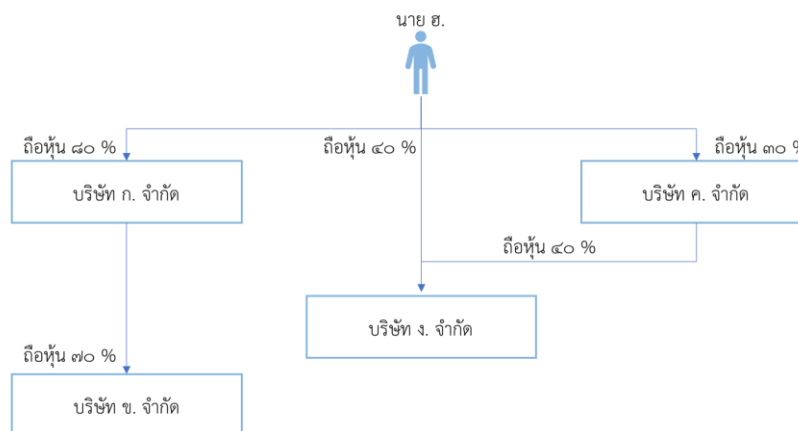 นาย ฮ.
ถือหุ้น ๘๐ %
ถือหุ้น ๔๐ %
ถือหุ้น ๓๐ %
บริษัท ก. จำกัด
บริษัท ค. จำกัด
ถือหุ้น ๔๐ %
บริษัท ง. จำกัด
ถือหุ้น ๗๐ %
บริษัท ข. จำกัด